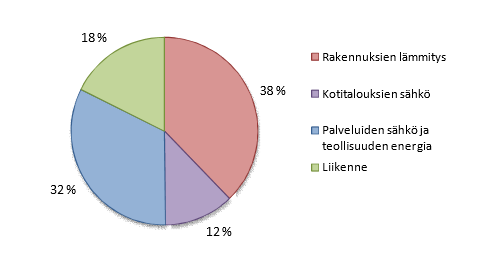 18%
38%
32%
12%
Rakennuksien lämmitys
Kotitalouksien sähkö
Palveluiden sähkö ja
teollisuuden energia
Liikenne